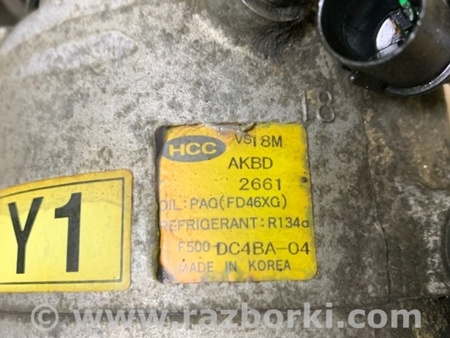 18
HCC VS18M
AKBD
2661
OIL: PAG(FD46XG)
REFRIGERANT: R134a
F500 DC4BA-04
MADE IN KOREA
Y1
© www.razborki.com